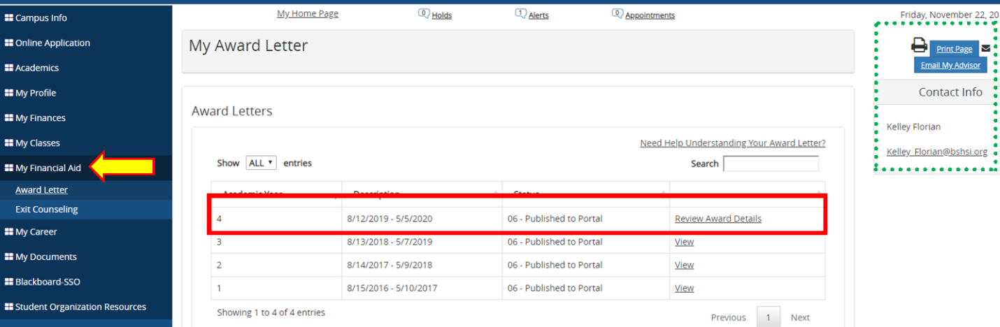 My Home Page
0 Holds
1 Alerts
0 Appointments
Friday, November 22, 20
Campus Info
Online Application
Academics
My Profile
My Finances
My Classes
My Financial Aid
Award Letter
Exit Counseling
My Career
My Documents
Blackboard-SSO
Student Organization Resources
My Award Letter
Award Letters
Need Help Understanding Your Award Letter?
Show ALL entries
Search
Academic Year Description Status
4 8/12/2019 - 5/5/2020 06 - Published to Portal Review Award Details
3 8/13/2018 - 5/7/2019 06 - Published to Portal View
2 8/14/2017 - 5/9/2018 06 - Published to Portal View
1 8/15/2016 - 5/10/2017 06 - Published to Portal View
Showing 1 to 4 of 4 entries
Previous 1 Next
Print Page
Email My Advisor
Contact Info
Kelley Florian
Kelley_Florian@bshsi.org